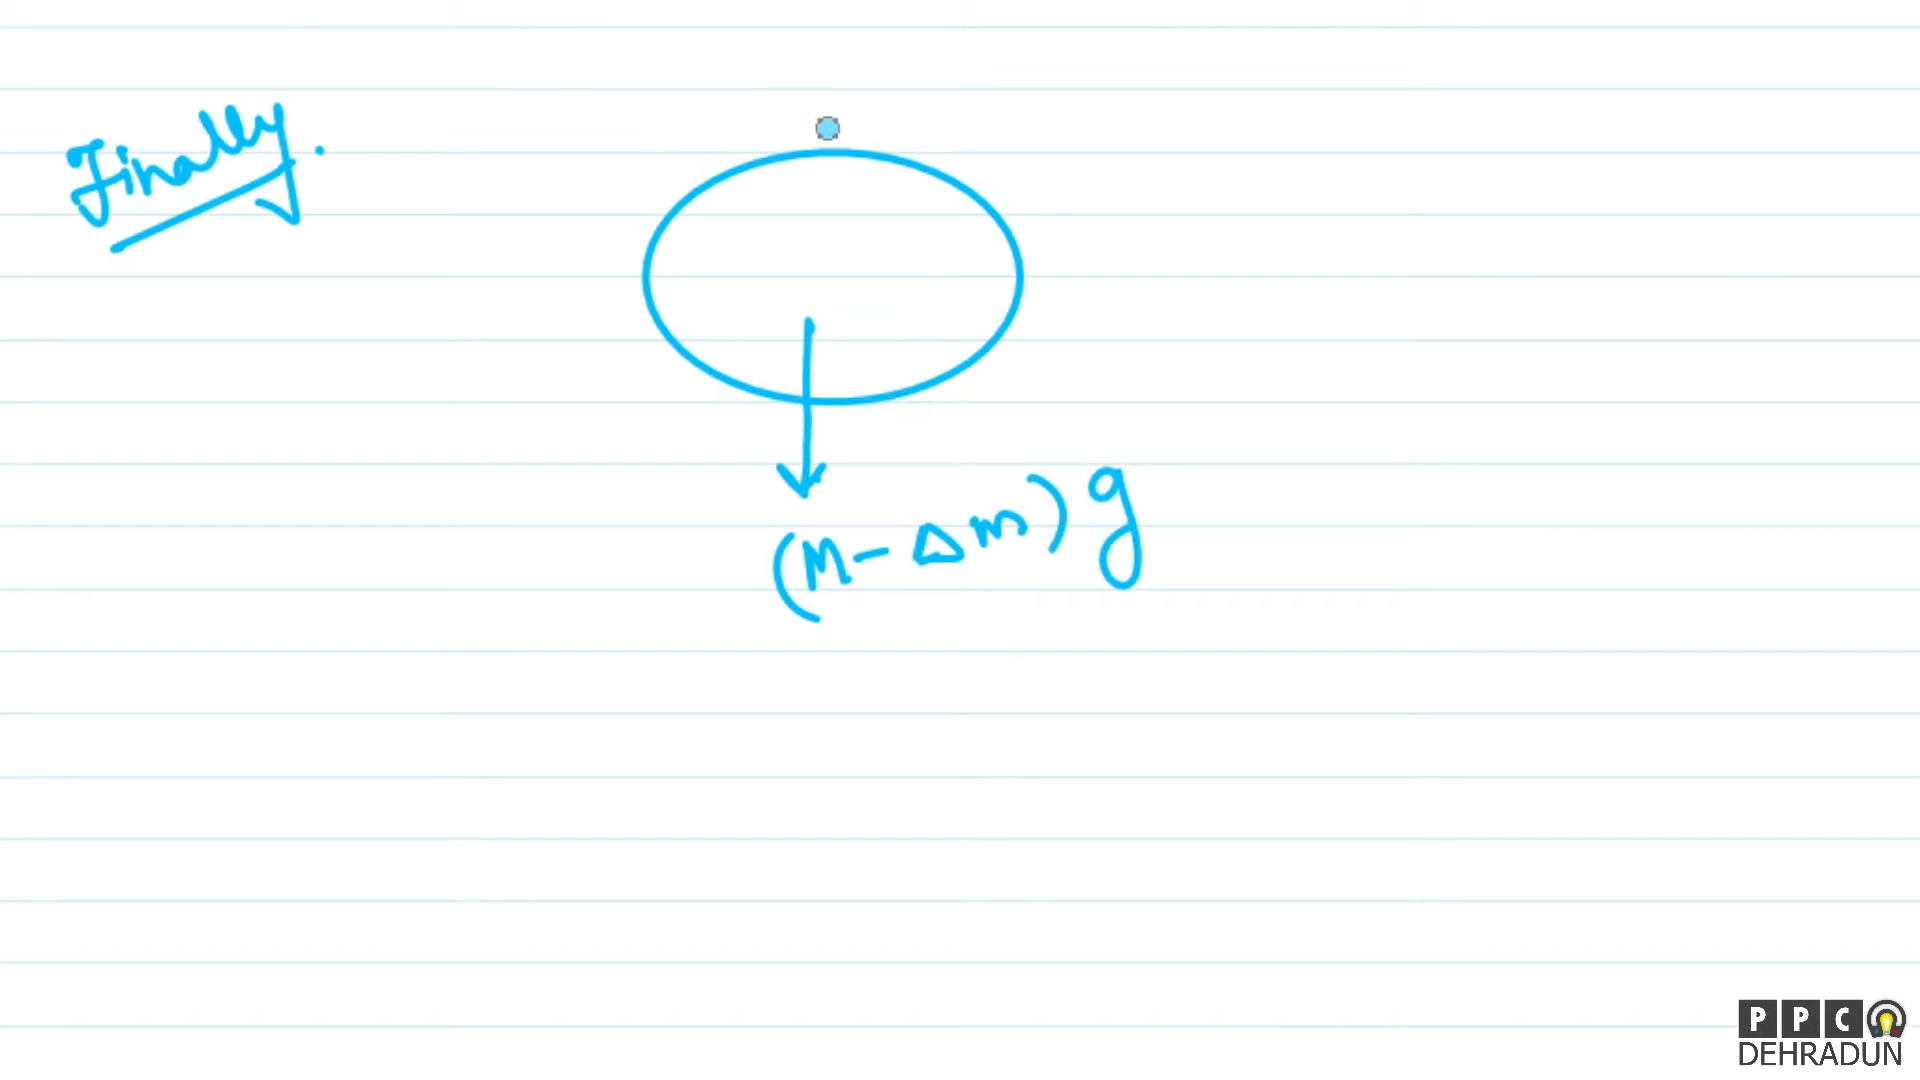 Finally.
(M - Δm) g
PPC
DEHRADUN